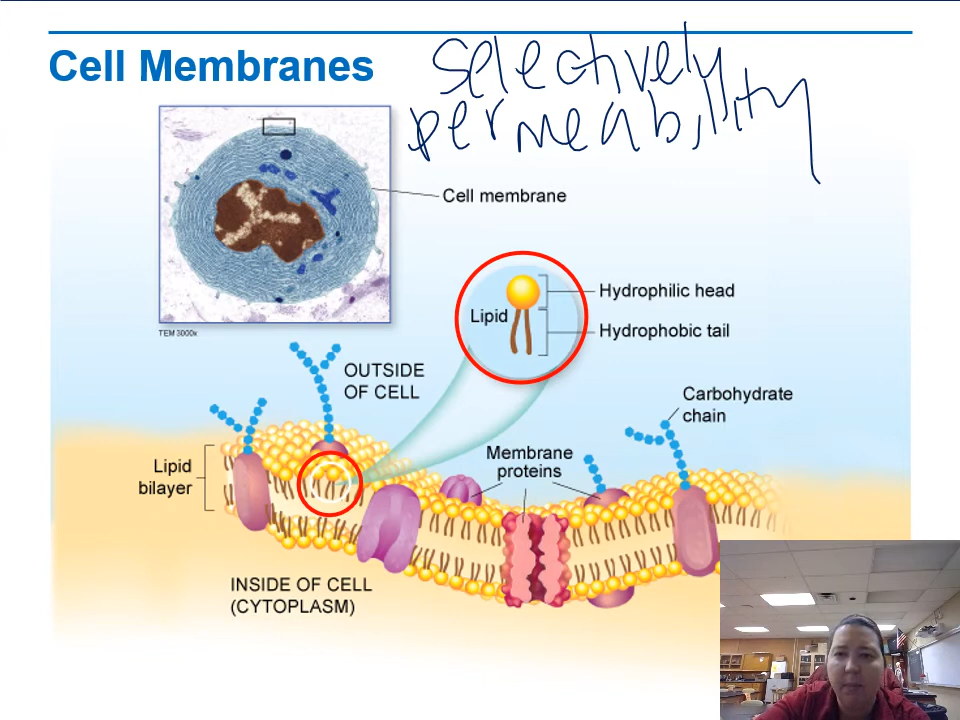 Cell Membranes
selectively
permeability
Cell membrane
TEM 3000x
Lipid
Hydrophilic head
Hydrophobic tail
OUTSIDE
OF CELL
Carbohydrate
chain
Membrane
proteins
Lipid
bilayer
INSIDE OF CELL
(CYTOPLASM)